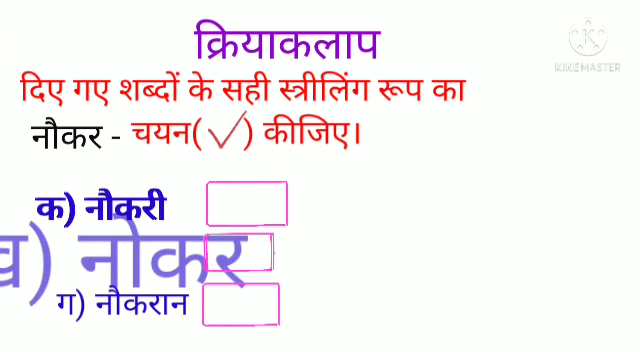 क्रियाकलाप
KINEMASTER
दिए गए शब्दों के सही स्त्रीलिंग रूप का
नौकर - चयन(✓) कीजिए।
क) नौकरी
ख) नोकर
ग) नौकरान